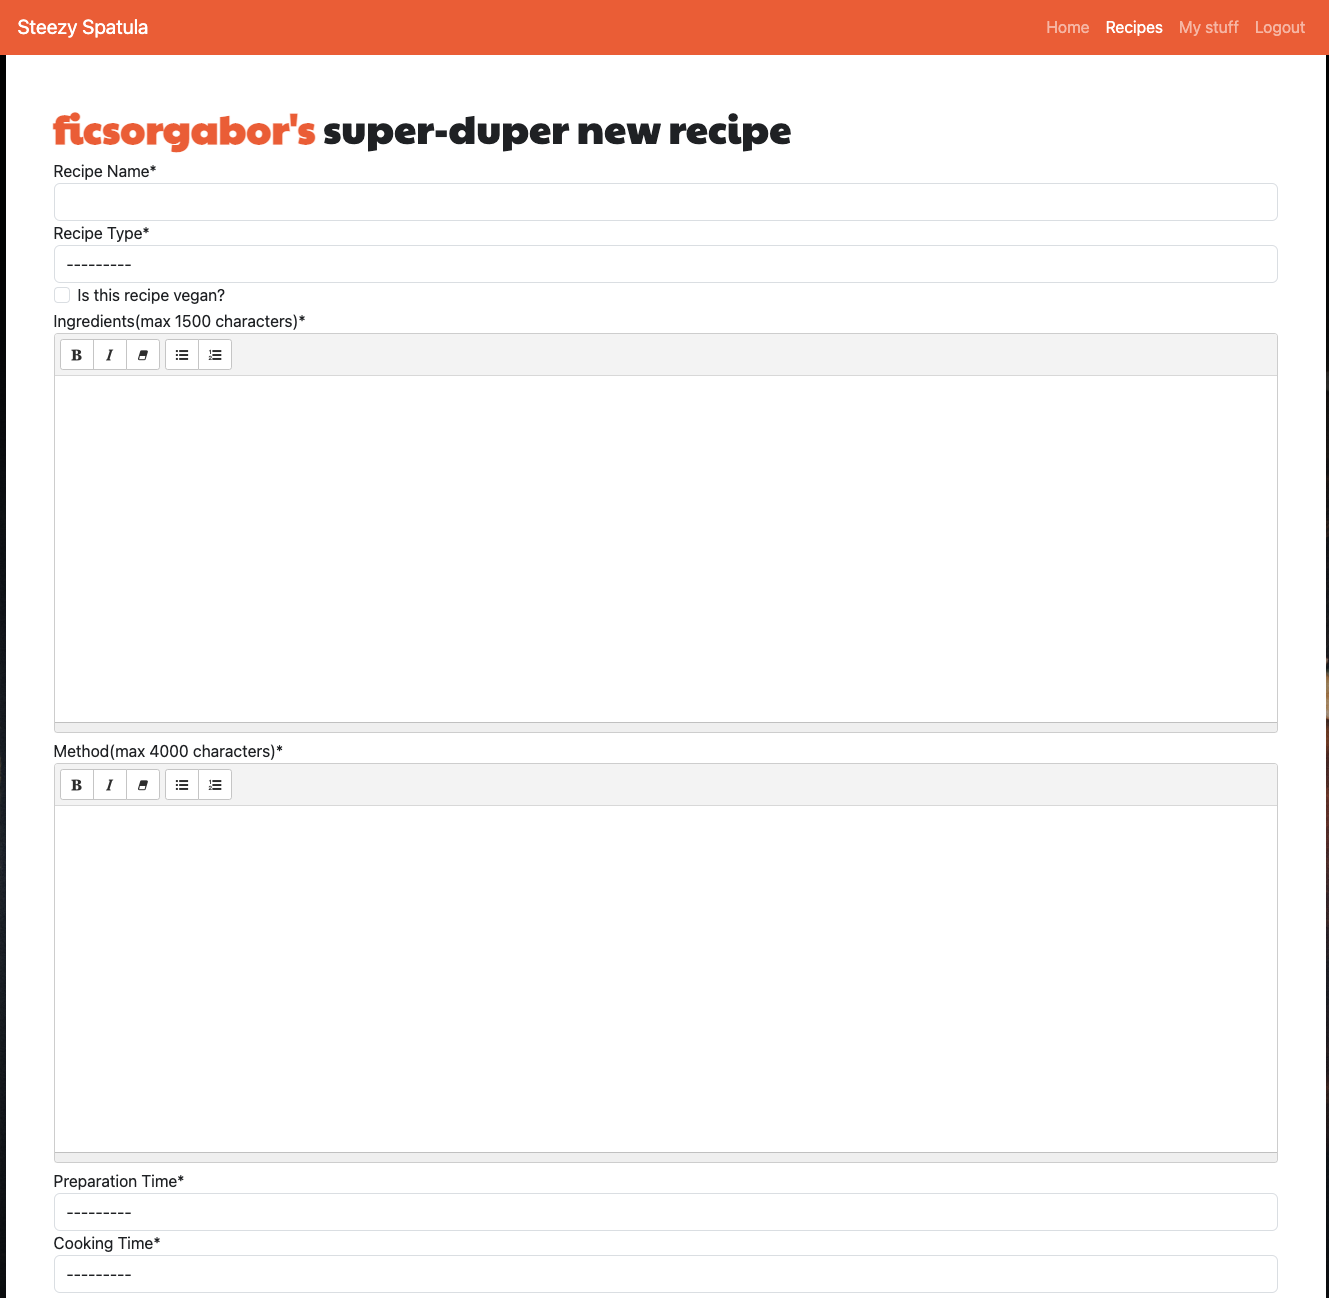 Steezy Spatula
Home Recipes My stuff Logout
ficsorgabor's super-duper new recipe
Recipe Name*
Recipe Type*
---------
Is this recipe vegan?
Ingredients(max 1500 characters)*
B I
Method(max 4000 characters)*
B I
Preparation Time*
---------
Cooking Time*
---------